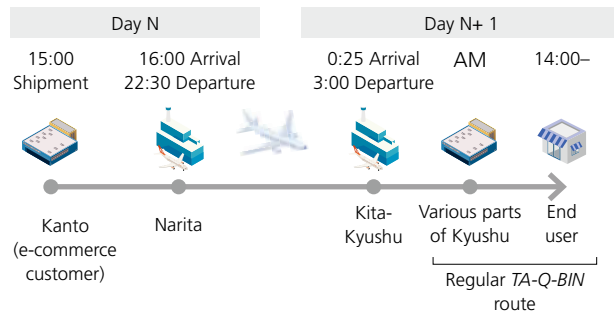 Day N
Day N+ 1
15:00
Shipment
16:00 Arrival
22:30 Departure
0:25 Arrival
3:00 Departure
AM
14:00–
Kanto
(e-commerce
customer)
Narita
Kita-
Kyushu
Various parts
of Kyushu
End
user
Regular TA-Q-BIN
route